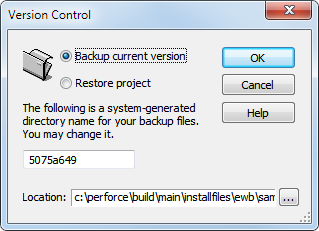 Version Control
Backup current version
OK
Restore project
Cancel
The following is a system-generated
directory name for your backup files.
You may change it.
Help
5075a649
Location: c:\perforce\build\main\installfiles\ewb\sam ...